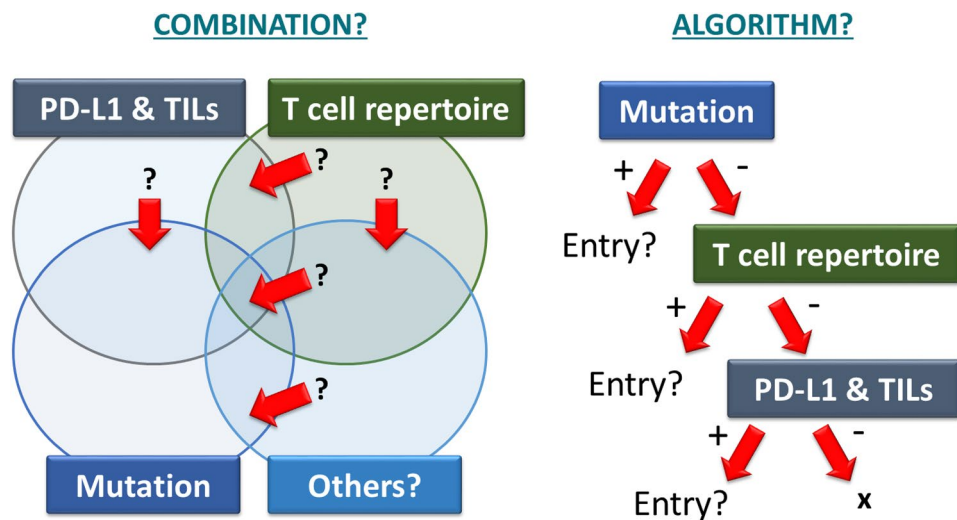 COMBINATION?
PD-L1 & TILs
T cell repertoire
?
?
?
?
?
Mutation
Others?
ALGORITHM?
Mutation
+
-
Entry?
T cell repertoire
+
-
Entry?
PD-L1 & TILs
+
-
Entry?
x